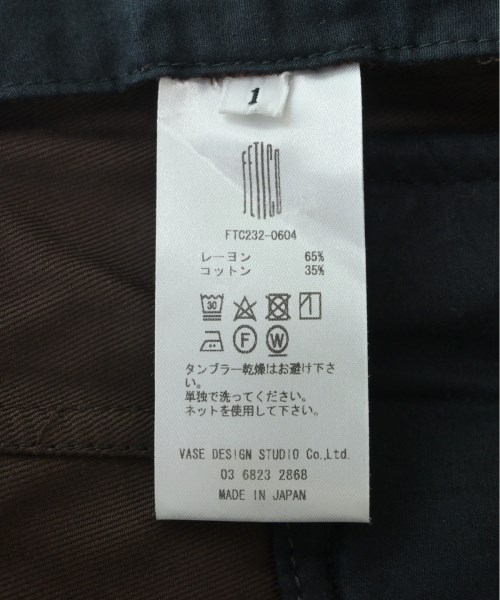 1
FETICO
FTC232-0604
レーヨン 65%
コットン 35%
30
F W
タンブラー乾燥はお避け下さ
い。
単独で洗ってください。
ネットを使用して下さい。
VASE DESIGN STUDIO Co.,Ltd.
03 6823 2868
MADE IN JAPAN